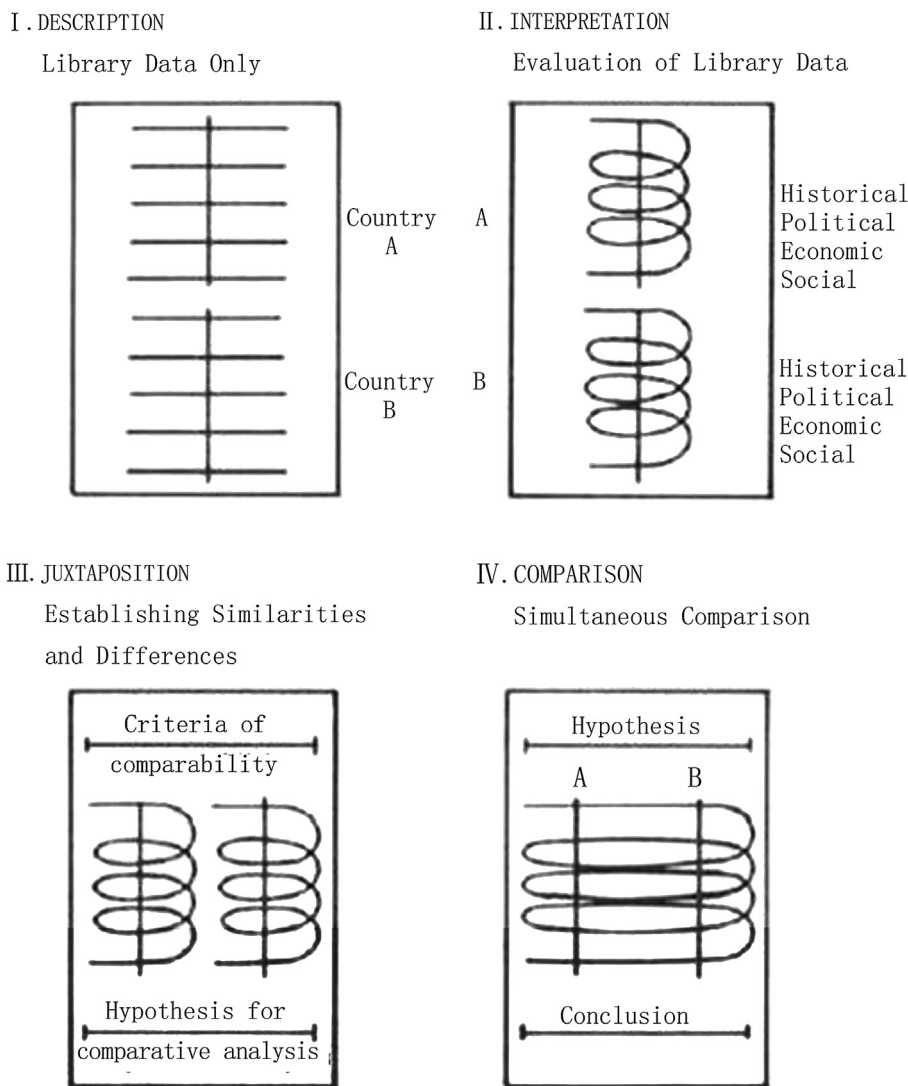 Ⅰ. DESCRIPTION
Library Data Only
Country
A
Country
B
Ⅱ. INTERPRETATION
Evaluation of Library Data
A
Historical
Political
Economic
Social
B
Historical
Political
Economic
Social
Ⅲ. JUXTAPOSITION
Establishing Similarities
and Differences
Criteria of
comparability
Hypothesis for
comparative analysis
Ⅳ. COMPARISON
Simultaneous Comparison
Hypothesis
A B
Conclusion